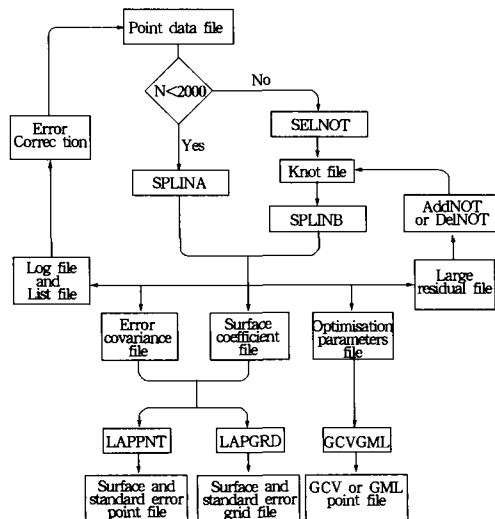 Point data file
N<2000
No
Yes
Error
Correc tion
SELNOT
SPLINA
Knot file
AddNOT
or DelNOT
SPLINB
Log file
and
List file
Large
residual file
Error
covariance
file
Surface
coefficient
file
Optimisation
parameters
file
LAPPNT
LAPGRD
GCVGML
Surface and
standard error
point file
Surface and
standard error
grid file
GCV or GML
point file